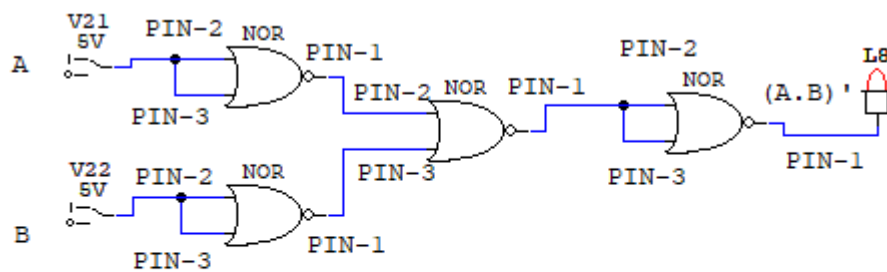 V21
5V
A
PIN-2
NOR
PIN-1
PIN-3
PIN-2
NOR
PIN-1
PIN-3
PIN-2
NOR
(A.B)'
L8
PIN-1
PIN-3
V22
5V
B
PIN-2
NOR
PIN-1
PIN-3